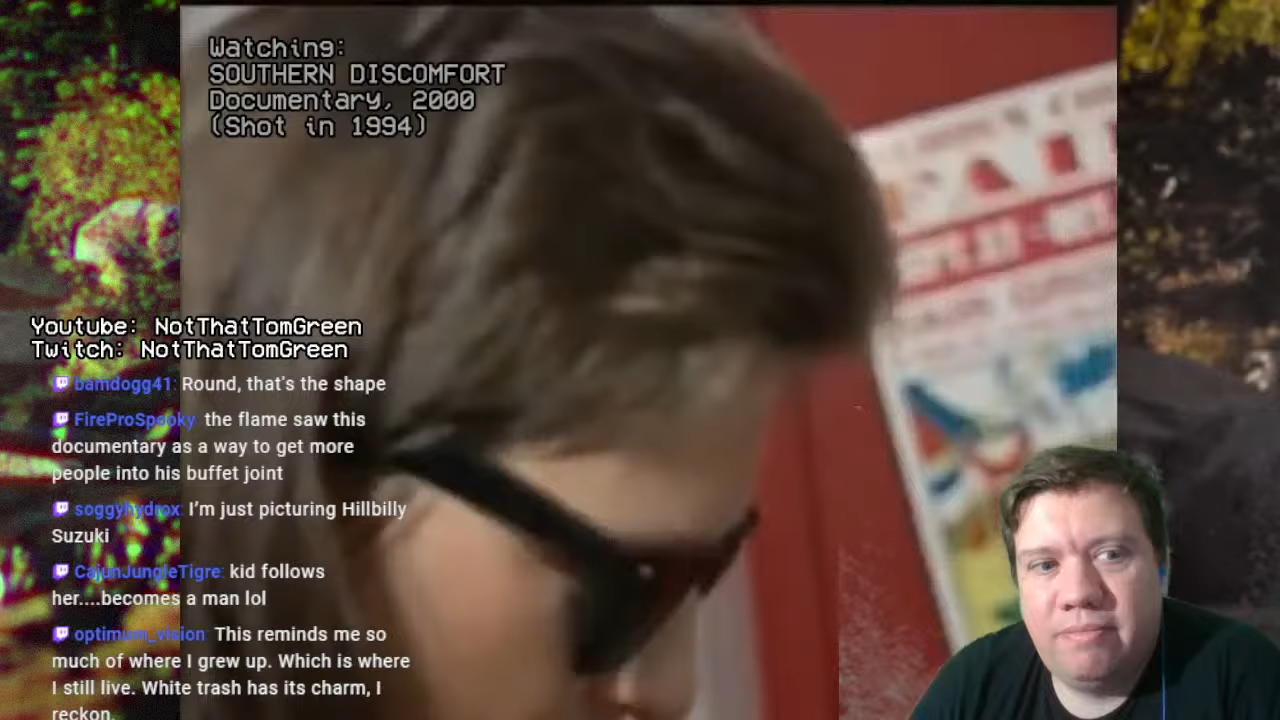 Watching:
SOUTHERN DISCOMFORT
Documentary, 2000
(Shot in 1994)
Youtube: NotThatTomGreen
Twitch: NotThatTomGreen
bamdogg41: Round, that's the shape
FireProSpooky: the flame saw this
documentary as a way to get more
people into his buffet joint
soggyhydrox: I'm just picturing Hillbilly
Suzuki
CajunJungleTigre: kid follows
her....becomes a man lol
optimum_vision: This reminds me so
much of where I grew up. Which is where
I still live. White trash has its charm, I
reckon.